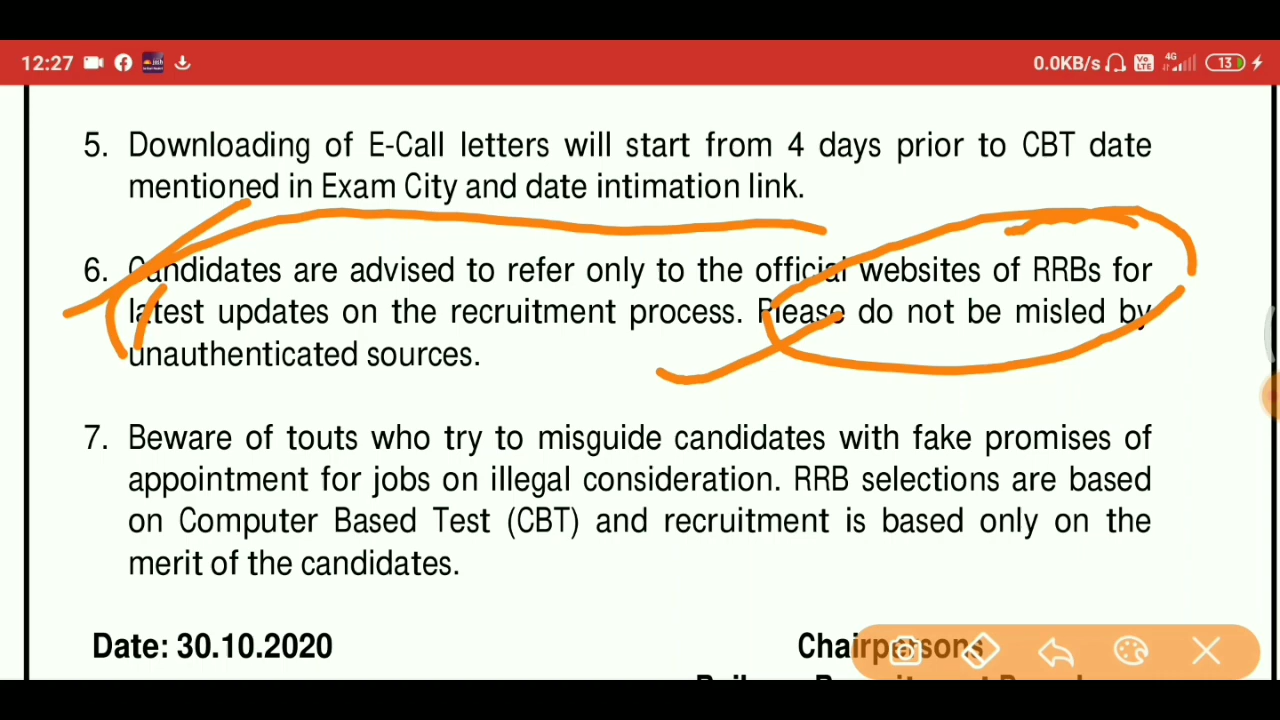 12:27 0.0KB/s Vo LTE 4G 13
5. Downloading of E-Call letters will start from 4 days prior to CBT date
mentioned in Exam City and date intimation link.
6. Candidates are advised to refer only to the official websites of RRBs for
latest updates on the recruitment process. Please do not be misled by
unauthenticated sources.
7. Beware of touts who try to misguide candidates with fake promises of
appointment for jobs on illegal consideration. RRB selections are based
on Computer Based Test (CBT) and recruitment is based only on the
merit of the candidates.
Date: 30.10.2020 Chairpersons